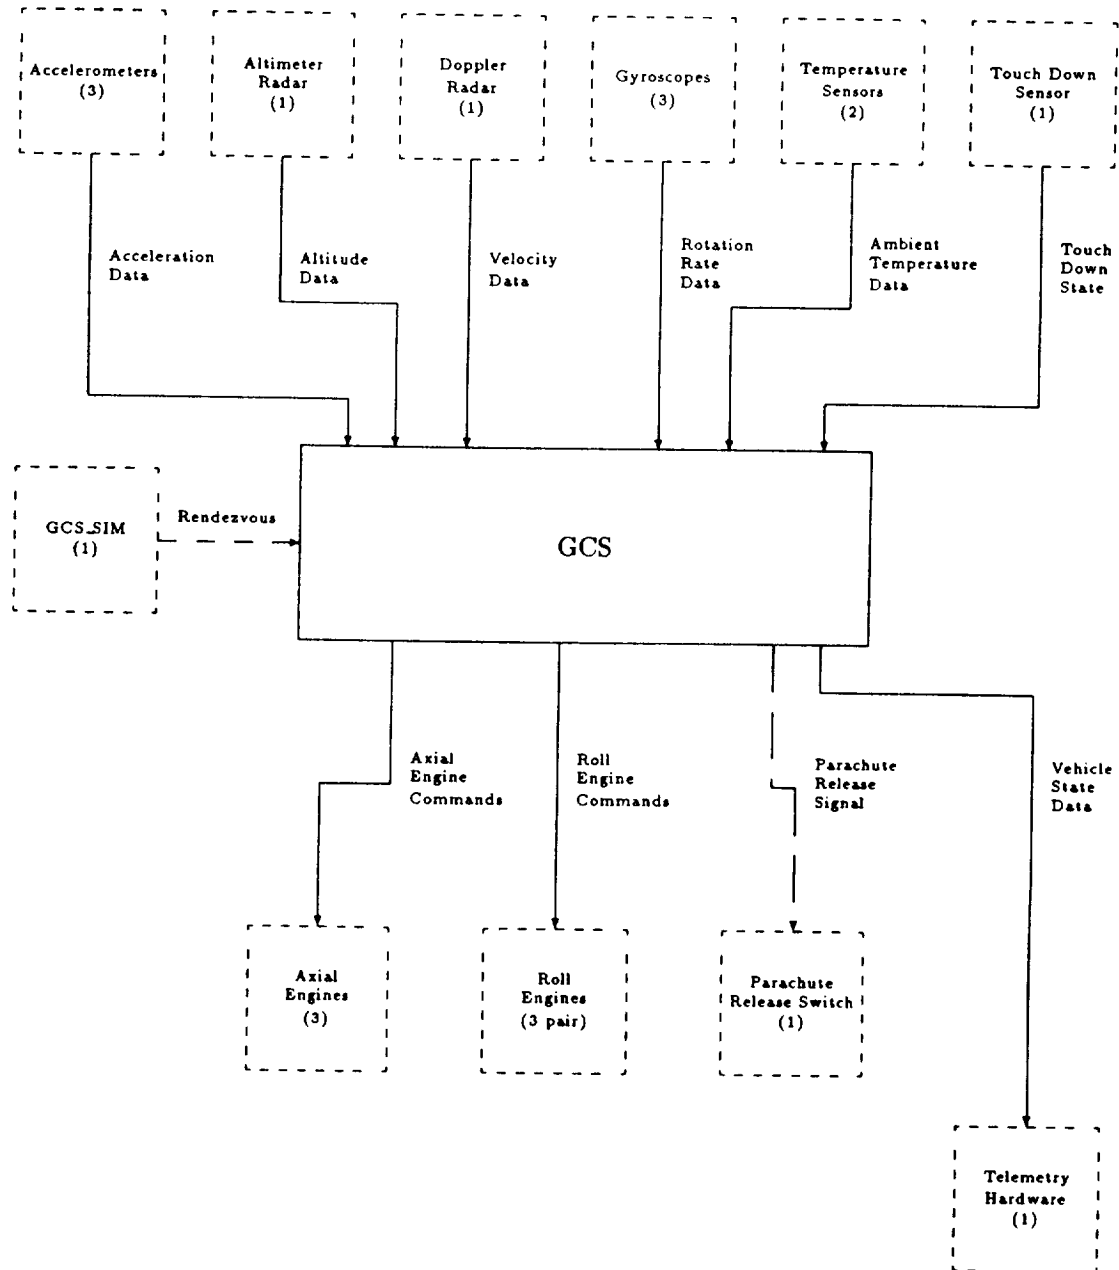 Accelerometers
(3)
Altimeter
Radar
(1)
Doppler
Radar
(1)
Gyroscopes
(3)
Temperature
Sensors
(2)
Touch Down
Sensor
(1)
Acceleration
Data
Altitude
Data
Velocity
Data
Rotation
Rate
Data
Ambient
Temperature
Data
Touch
Down
State
GCS_SIM
(1)
Rendezvous
GCS
Axial
Engine
Commands
Roll
Engine
Commands
Parachute
Release
Signal
Vehicle
State
Data
Axial
Engines
(3)
Roll
Engines
(3 pair)
Parachute
Release Switch
(1)
Telemetry
Hardware
(1)